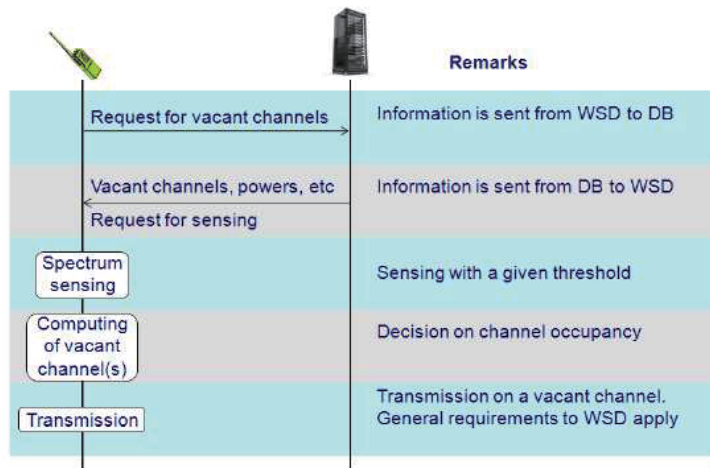 Remarks
Request for vacant channels
Information is sent from WSD to DB
Vacant channels, powers, etc
Information is sent from DB to WSD
Request for sensing
Spectrum
sensing
Sensing with a given threshold
Computing
of vacant
channel(s)
Decision on channel occupancy
Transmission
Transmission on a vacant channel.
General requirements to WSD apply